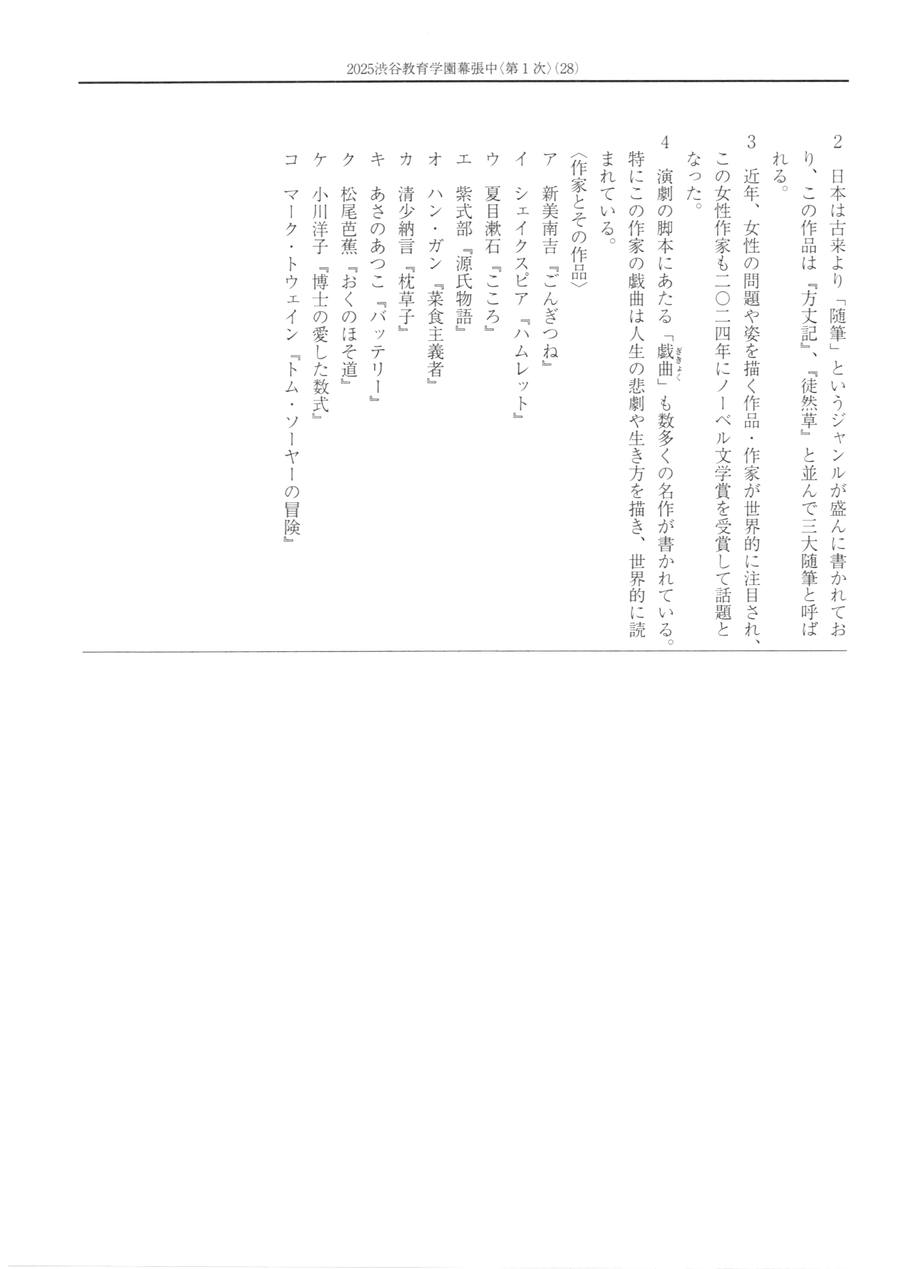 2025渋谷教育学園幕張中〈第1次〉(28)
2　日本は古来より「随筆」というジャンルが盛んに書かれてお
り、この作品は『方丈記』、『徒然草』と並んで三大随筆と呼ば
れる。
3　近年、女性の問題や姿を描く作品・作家が世界的に注目され、
この女性作家も二〇二四年にノーベル文学賞を受賞して話題と
なった。
4　演劇の脚本にあたる「戯曲」も数多くの名作が書かれている。
ぎきょく
特にこの作家の戯曲は人生の悲劇や生き方を描き、世界的に読
まれている。
〈作家とその作品〉
ア　新美南吉『ごんぎつね』
イ　シェイクスピア『ハムレット』
ウ　夏目漱石『こころ』
エ　紫式部『源氏物語』
オ　ハン・ガン『菜食主義者』
カ　清少納言『枕草子』
キ　あさのあつこ『バッテリー』
ク　松尾芭蕉『おくのほそ道』
ケ　小川洋子『博士の愛した数式』
コ　マーク・トウェイン『トム・ソーヤーの冒険』